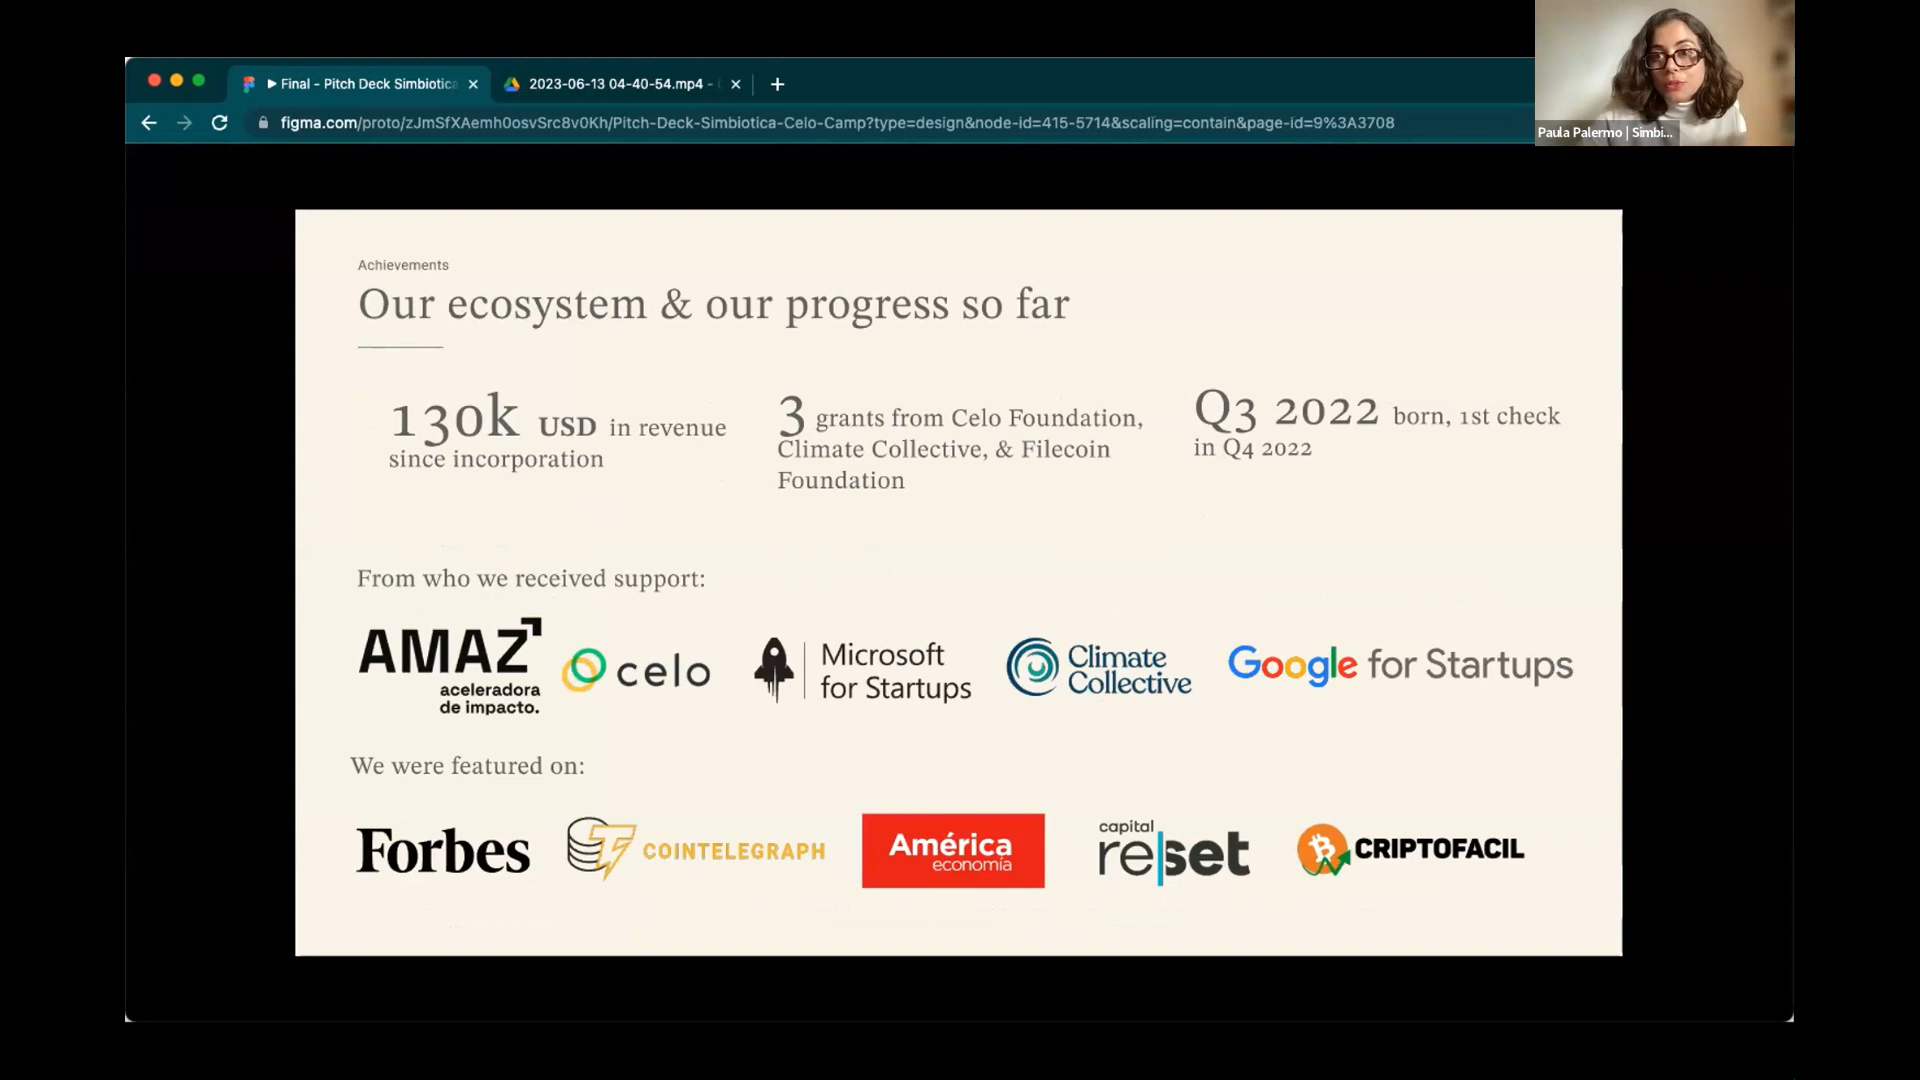 Final - Pitch Deck Simbiotica
2023-06-13 04-40-54.mp4 -
figma.com/proto/zJmSfXAemh0osvSrc8v0Kh/Pitch-Deck-Simbiotica-Celo-Camp?type=design&node-id=415-5714&scaling=contain&page-id=9%3A3708
Paula Palermo | Simbi...
Achievements
Our ecosystem & our progress so far
130k USD in revenue
since incorporation
3 grants from Celo Foundation,
Climate Collective, & Filecoin
Foundation
Q3 2022 born, 1st check
in Q4 2022
From who we received support:
AMAZ
aceleradora
de impacto.
celo
Microsoft
for Startups
Climate
Collective
Google for Startups
We were featured on:
Forbes
COINTELEGRAPH
América
economía
capital
reset
CRIPTOFACIL